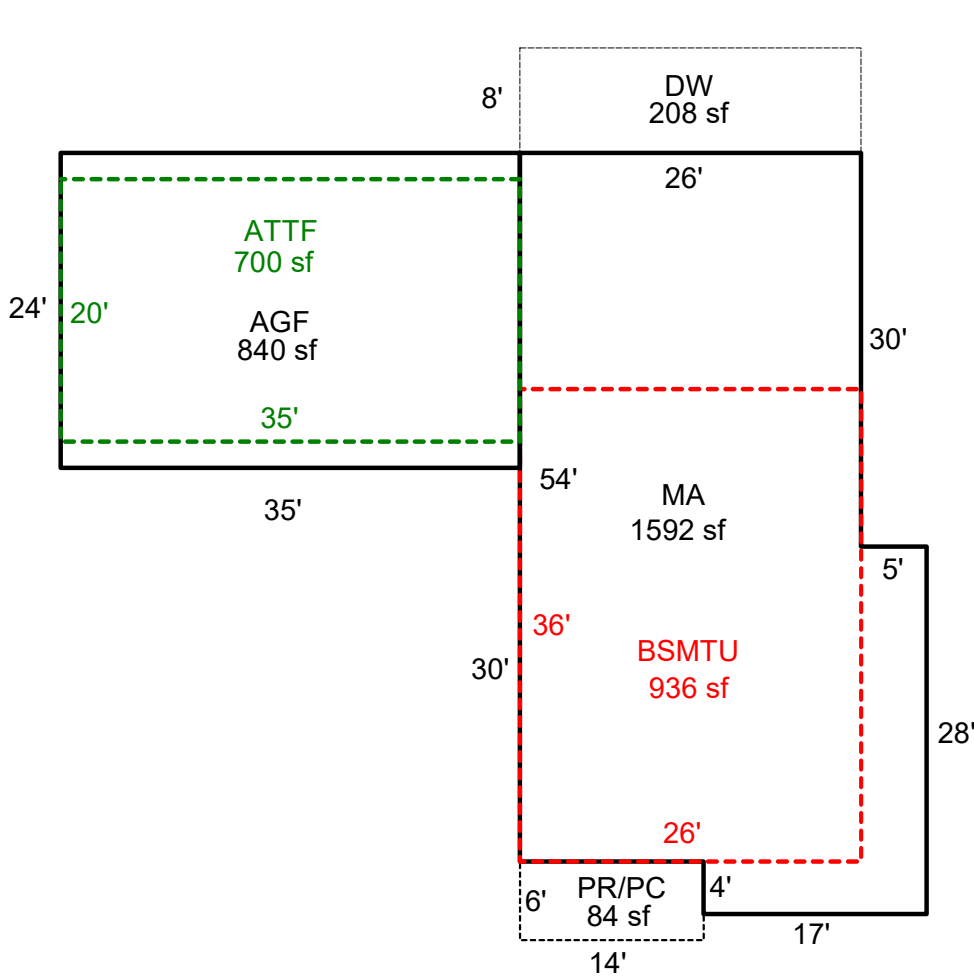 DW
208 sf
8'
26'
ATTF
700 sf
24'
20'
AGF
840 sf
30'
35'
35'
54'
MA
1592 sf
5'
36'
BSMTU
936 sf
30'
28'
26'
PR/PC
84 sf
6'
4'
17'
14'